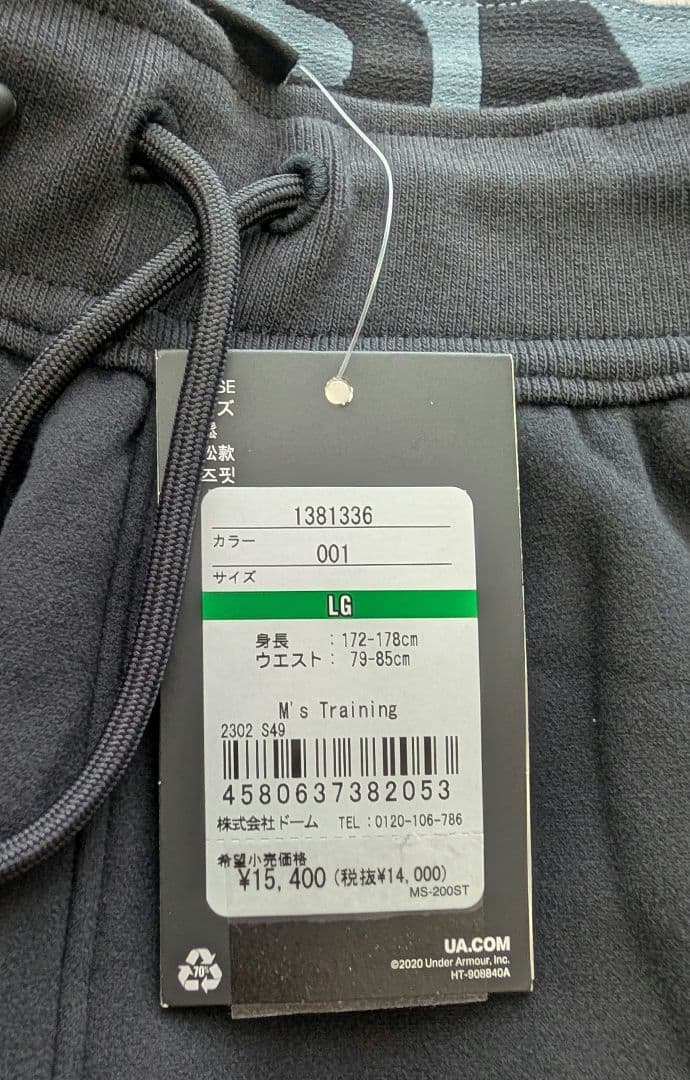 SE
ズ
松款
즈 핏
1381336
カラー
001
サイズ
LG
身長 : 172-178cm
ウエスト : 79-85cm
M's Training
2302 S49
4580637382053
株式会社ドーム TEL:0120-106-786
希望小売価格
¥15,400 (税抜¥14,000)
MS-200ST
70%
UA.COM
©2020 Under Armour, Inc.
HT-908840A